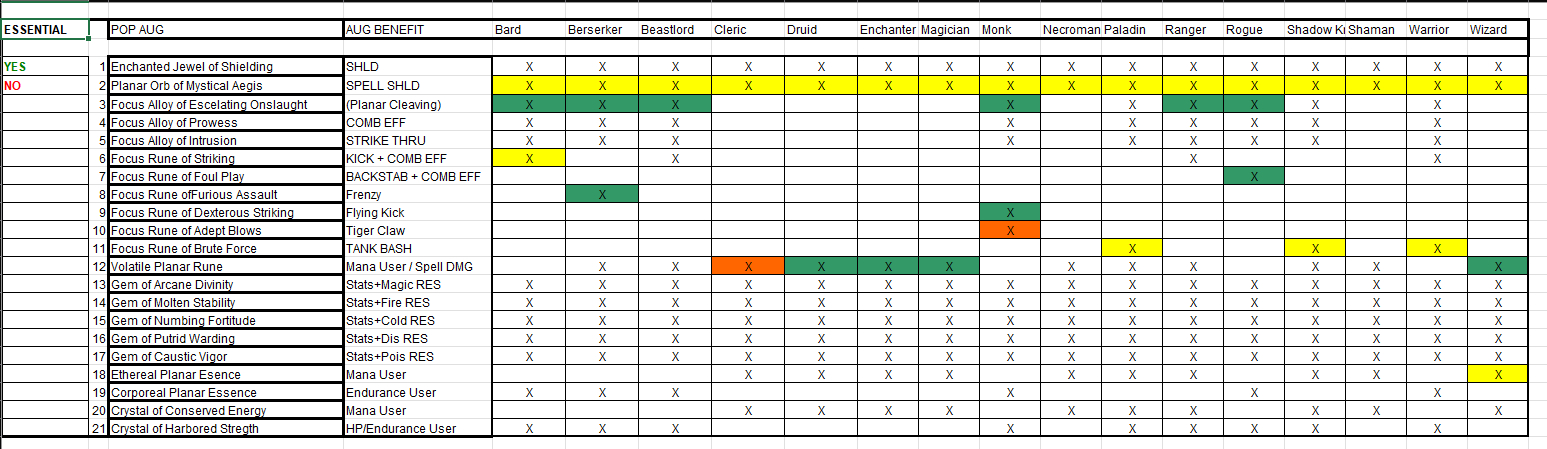 ESSENTIAL POP AUG AUG BENEFIT Bard Berserker Beastlord Cleric Druid Enchanter Magician Monk Necroman Paladin Ranger Rogue Shadow Ki Shaman Warrior Wizard
YES 1 Enchanted Jewel of Shielding SHLD X X X X X X X X X X X X X X X X
NO 2 Planar Orb of Mystical Aegis SPELL SHLD X X X X X X X X X X X X X X X X
3 Focus Alloy of Escelating Onslaught (Planar Cleaving) X X X X X X X X X
4 Focus Alloy of Prowess COMB EFF X X X X X X X X X
5 Focus Alloy of Intrusion STRIKE THRU X X X X X X X X X
6 Focus Rune of Striking KICK + COMB EFF X X X X
7 Focus Rune of Foul Play BACKSTAB + COMB EFF X
8 Focus Rune ofFurious Assault Frenzy X
9 Focus Rune of Dexterous Striking Flying Kick X
10 Focus Rune of Adept Blows Tiger Claw X
11 Focus Rune of Brute Force TANK BASH X X X
12 Volatile Planar Rune Mana User / Spell DMG X X X X X X X X X X X X
13 Gem of Arcane Divinity Stats+Magic RES X X X X X X X X X X X X X X X X
14 Gem of Molten Stability Stats+Fire RES X X X X X X X X X X X X X X X X
15 Gem of Numbing Fortitude Stats+Cold RES X X X X X X X X X X X X X X X X
16 Gem of Putrid Warding Stats+Dis RES X X X X X X X X X X X X X X X X
17 Gem of Caustic Vigor Stats+Pois RES X X X X X X X X X X X X X X X X
18 Ethereal Planar Esence Mana User X X X X X X X X X X
19 Corporeal Planar Essence Endurance User X X X X X X
20 Crystal of Conserved Energy Mana User X X X X X X X X X X
21 Crystal of Harbored Stregth HP/Endurance User X X X X X X X X X